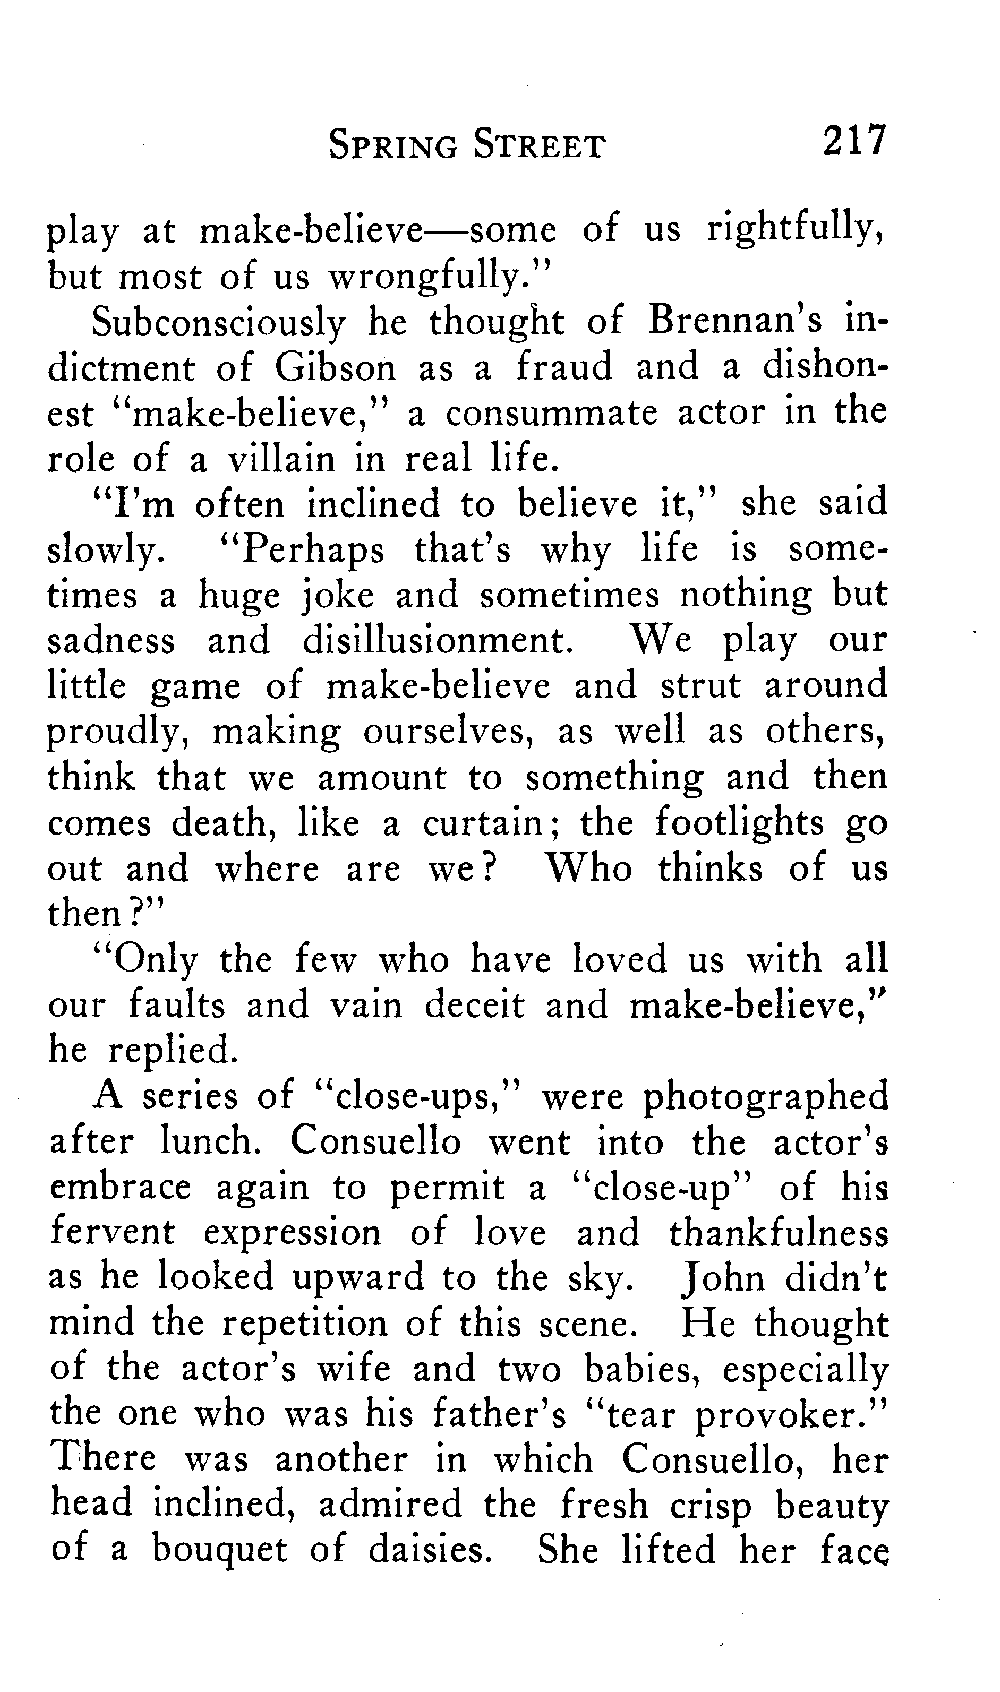 SPRING STREET 217
play at make-believe—some of us rightfully,
but most of us wrongfully."
Subconsciously he thought of Brennan's in-
dictment of Gibson as a fraud and a dishon-
est "make-believe," a consummate actor in the
role of a villain in real life.
"I'm often inclined to believe it," she said
slowly. "Perhaps that's why life is some-
times a huge joke and sometimes nothing but
sadness and disillusionment. We play our
little game of make-believe and strut around
proudly, making ourselves, as well as others,
think that we amount to something and then
comes death, like a curtain; the footlights go
out and where are we? Who thinks of us
then?"
"Only the few who have loved us with all
our faults and vain deceit and make-believe,"
he replied.
A series of "close-ups," were photographed
after lunch. Consuello went into the actor's
embrace again to permit a "close-up" of his
fervent expression of love and thankfulness
as he looked upward to the sky. John didn't
mind the repetition of this scene. He thought
of the actor's wife and two babies, especially
the one who was his father's "tear provoker."
There was another in which Consuello, her
head inclined, admired the fresh crisp beauty
of a bouquet of daisies. She lifted her face